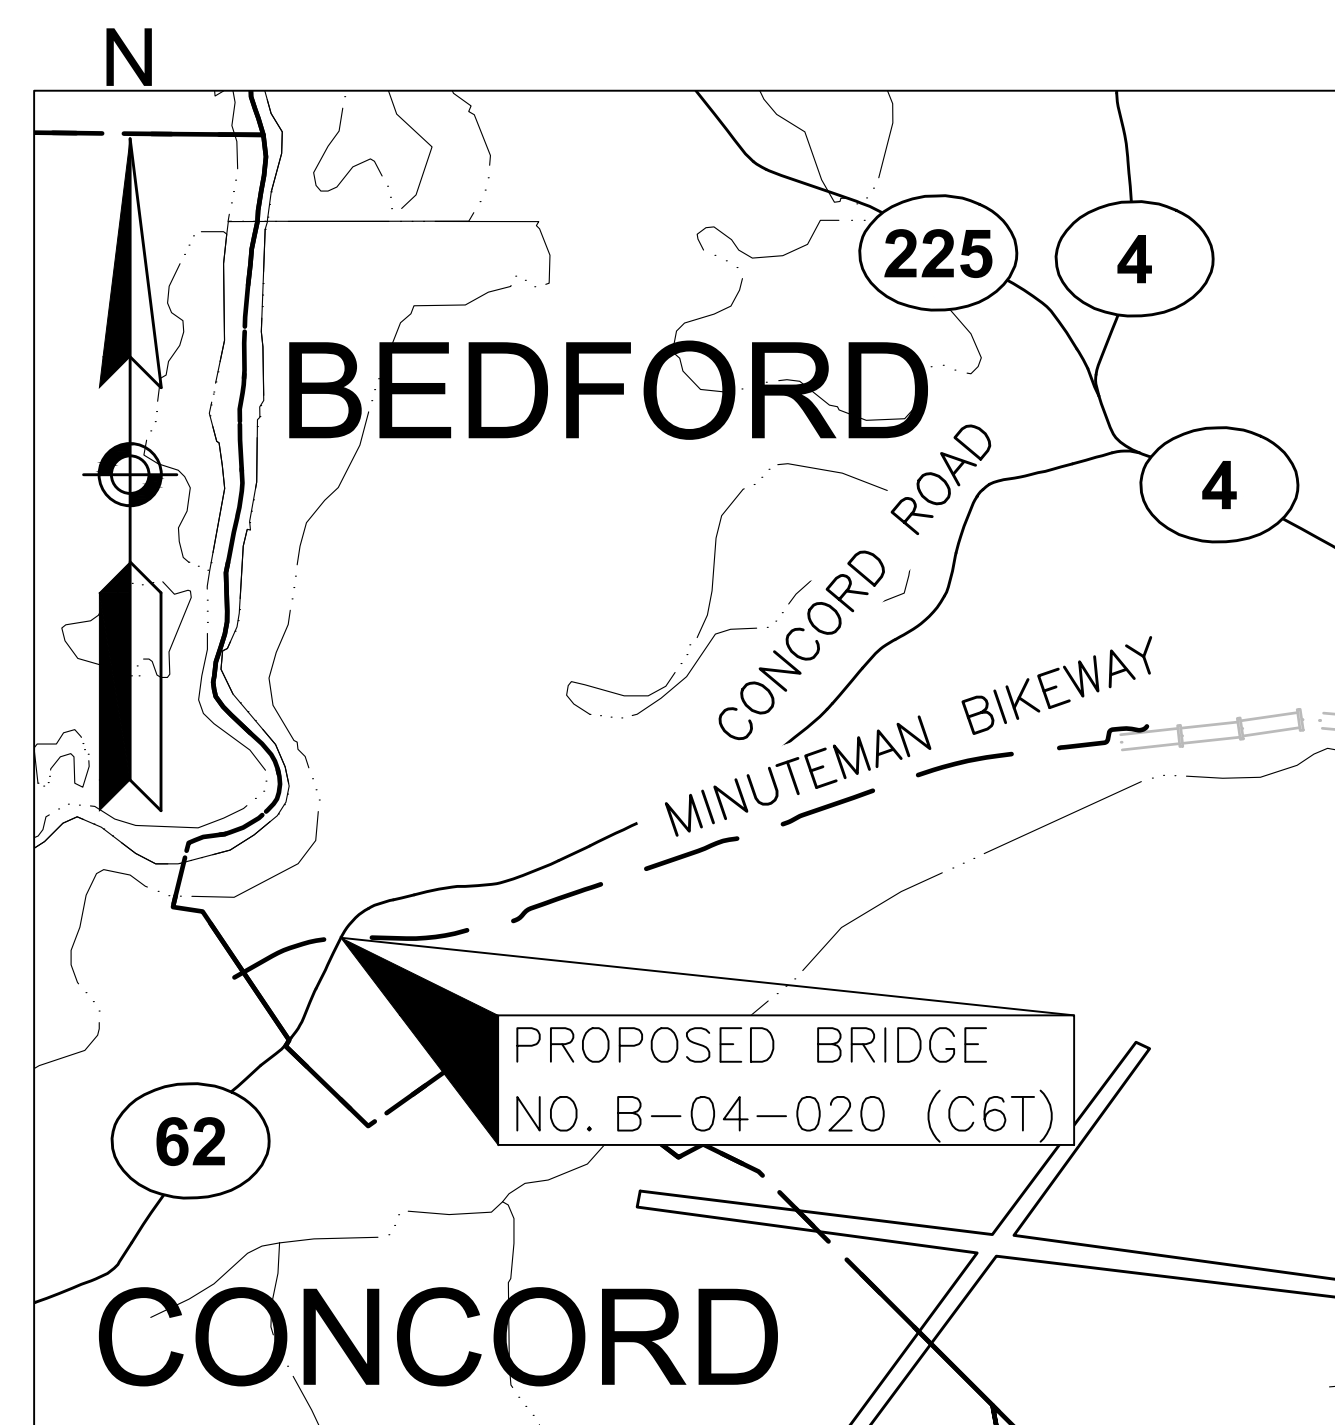 N
225
4
BEDFORD
4
CONCORD ROAD
MINUTEMAN BIKEWAY
PROPOSED BRIDGE
NO. B-04-020 (C6T)
62
CONCORD